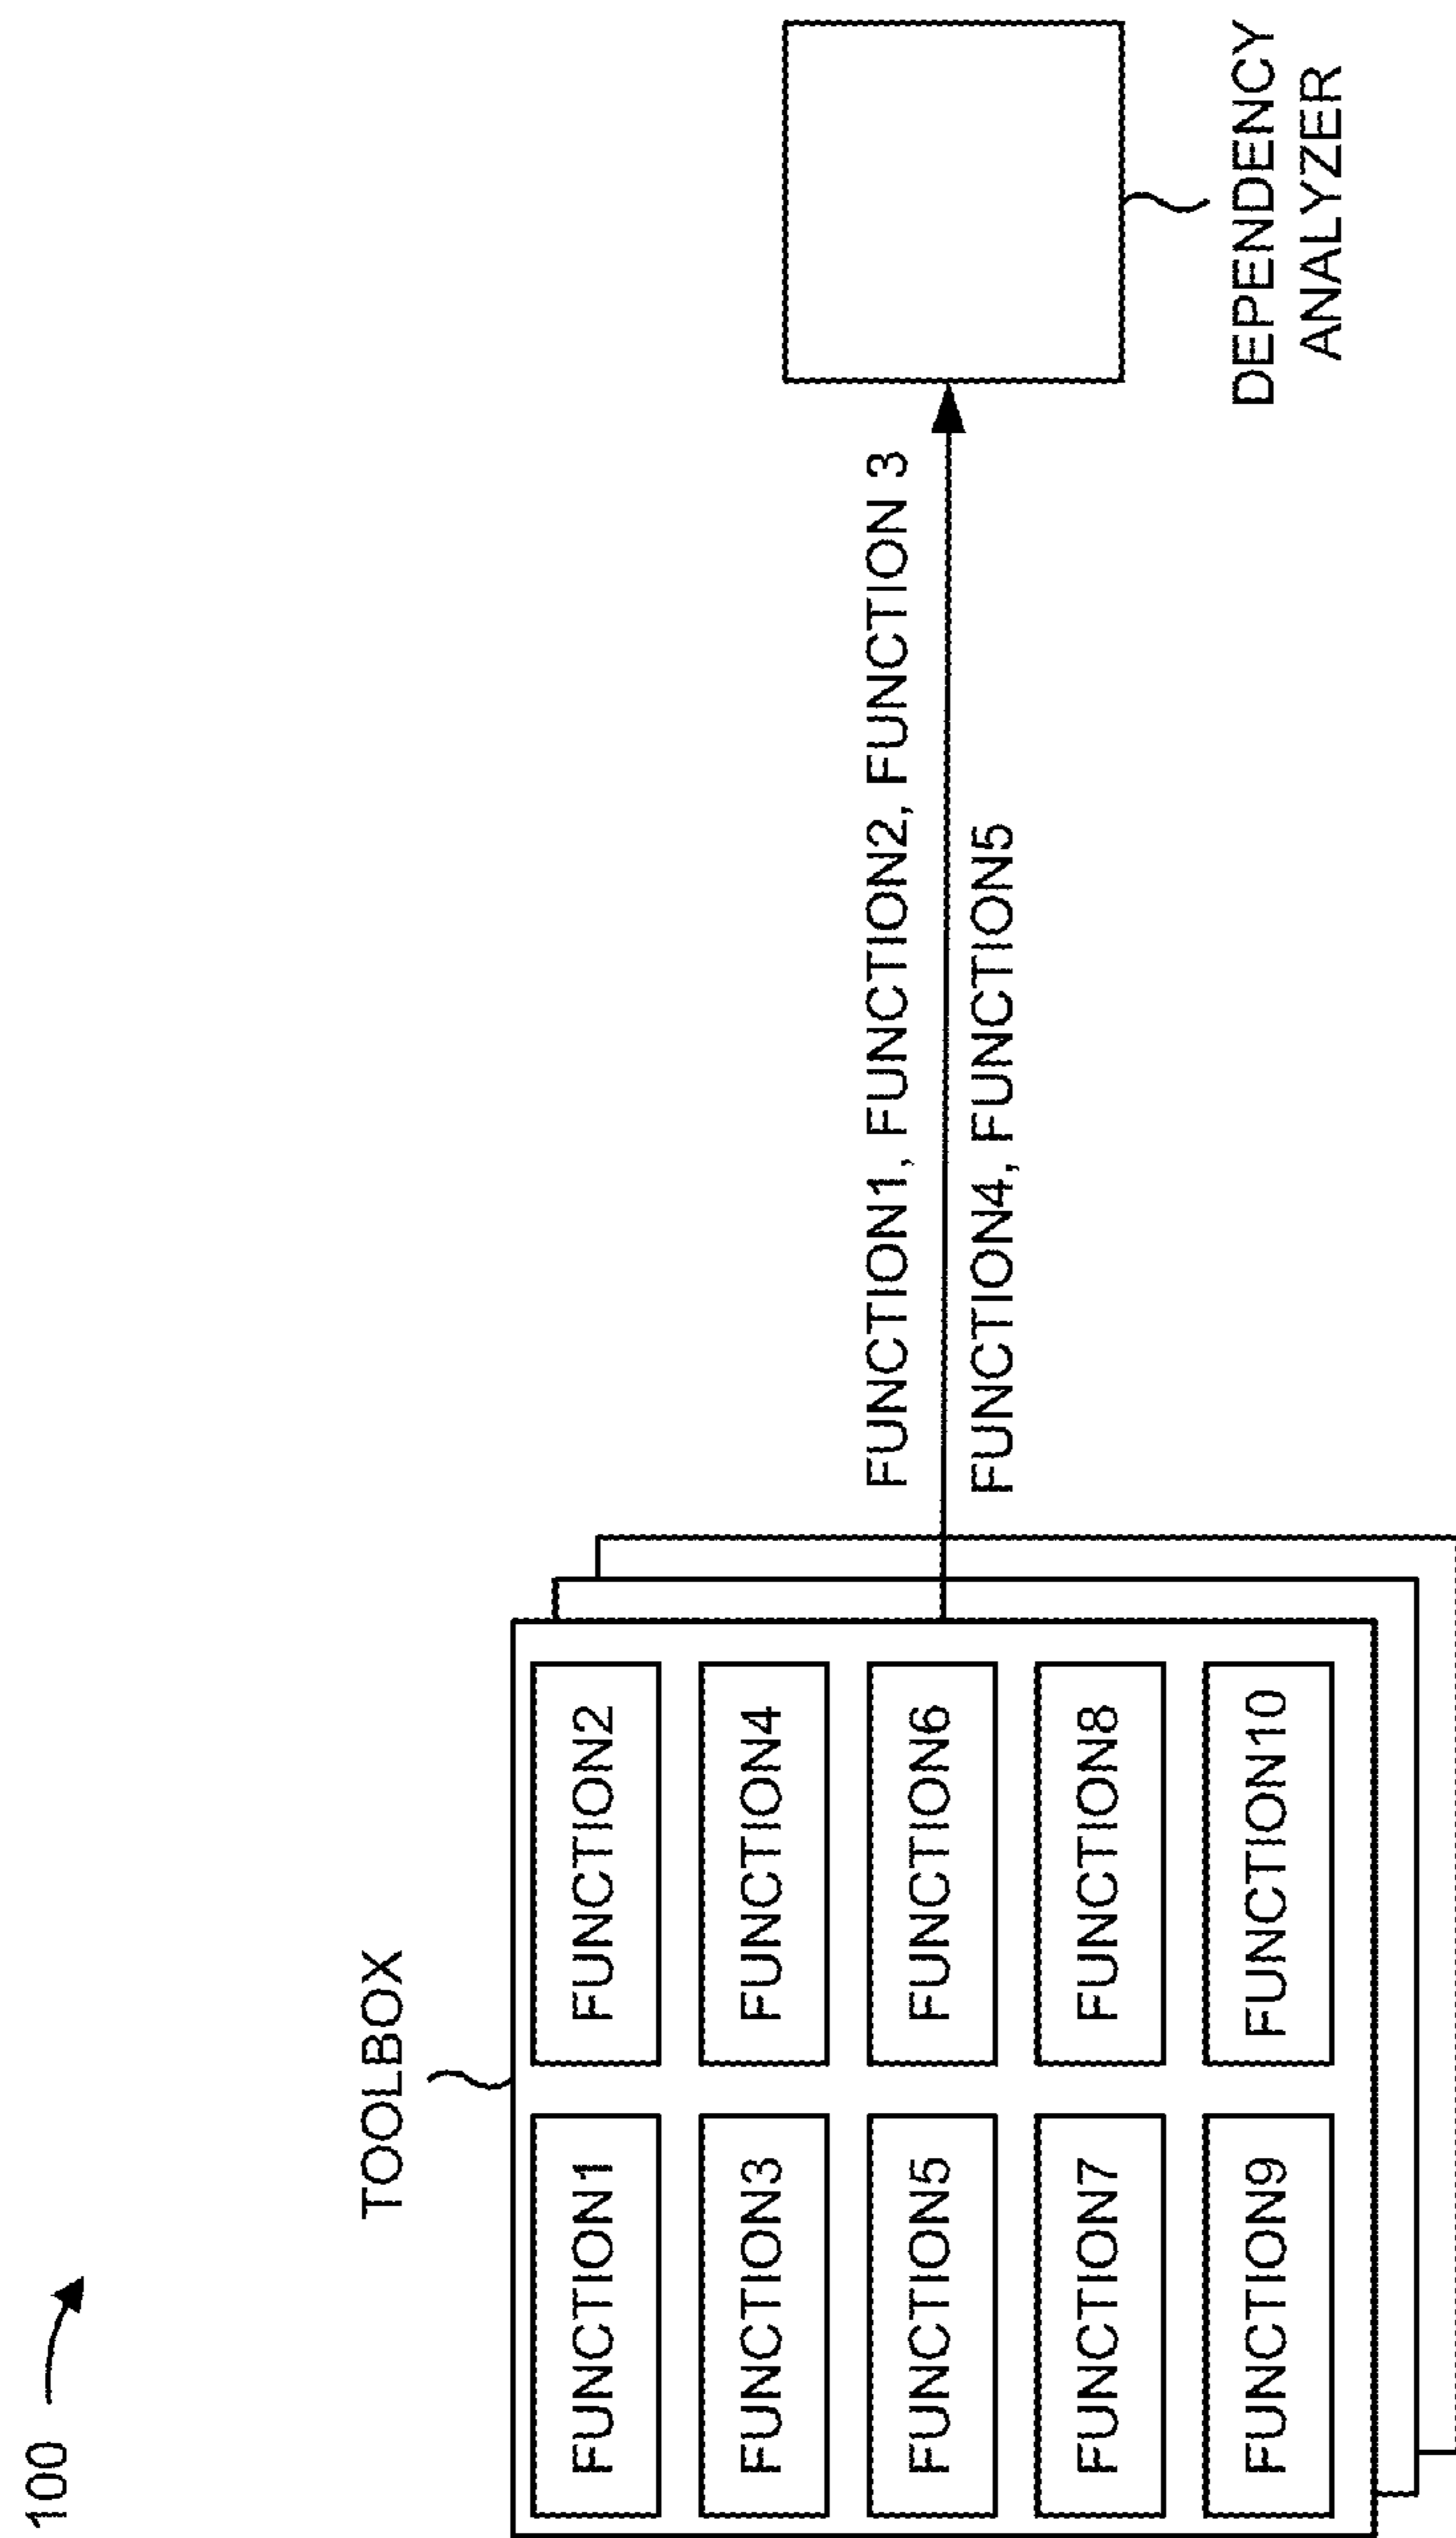 100
TOOLBOX
FUNCTION1
FUNCTION2
FUNCTION3
FUNCTION4
FUNCTION5
FUNCTION6
FUNCTION7
FUNCTION8
FUNCTION9
FUNCTION10
FUNCTION1, FUNCTION2, FUNCTION 3
FUNCTION4, FUNCTION5
DEPENDENCY
ANALYZER